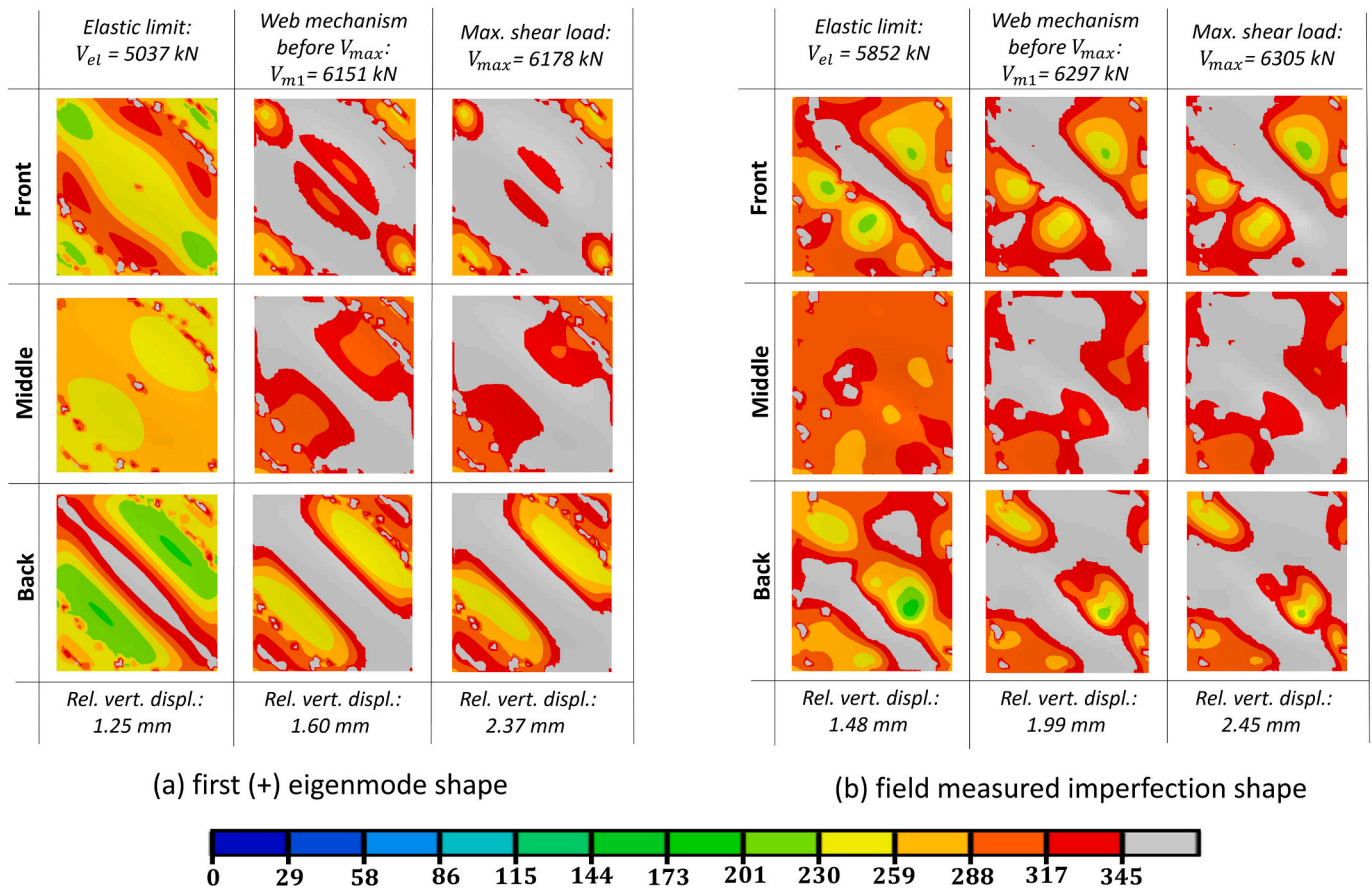 Elastic limit:
V_el = 5037 kN
Web mechanism
before V_max:
V_m1= 6151 kN
Max. shear load:
V_max= 6178 kN
Front
Middle
Back
Rel. vert. displ.:
1.25 mm
Rel. vert. displ.:
1.60 mm
Rel. vert. displ.:
2.37 mm
(a) first (+) eigenmode shape
Elastic limit:
V_el = 5852 kN
Web mechanism
before V_max:
V_m1= 6297 kN
Max. shear load:
V_max= 6305 kN
Front
Middle
Back
Rel. vert. displ.:
1.48 mm
Rel. vert. displ.:
1.99 mm
Rel. vert. displ.:
2.45 mm
(b) field measured imperfection shape
0 29 58 86 115 144 173 201 230 259 288 317 345